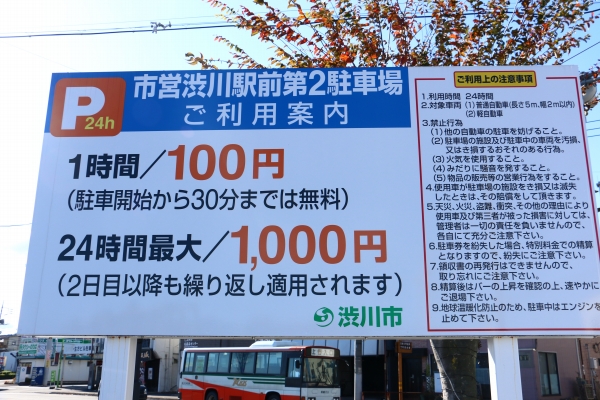 P
24h
市営渋川駅前第2駐車場
ご利用案内
1時間／100円
(駐車開始から30分までは無料)
24時間最大／1,000円
(2日目以降も繰り返し適用されます)
渋川市
ご利用上の注意事項
1.利用時間 24時間
2.対象車両 (1)普通自動車(長さ5m、幅2m以内)
(2)軽自動車
3.禁止行為
(1)他の自動車の駐車を妨げること。
(2)駐車場の施設及び駐車中の車両を汚損、
又はき損するおそれのある行為。
(3)火気を使用すること。
(4)みだりに騒音を発すること。
(5)物品の販売等の営業行為をすること。
4.使用車が駐車場の施設をき損又は滅失
したときは、その賠償をして頂きます。
5.天災、火災、盗難、衝突、その他の理由により
使用車及び第三者が被った損害に対しては、
管理者は一切の責任を負いませんので、
各自にて充分ご注意下さい。
6.駐車券を紛失した場合、特別料金での精算
となりますので、紛失にご注意下さい。
7.領収書の再発行はできませんので、
取り忘れにご注意下さい。
8.精算後はバーの上昇を確認の上、速やかに
ご退場下さい。
9.地球温暖化防止のため、駐車中はエンジンを
止めて下さい。